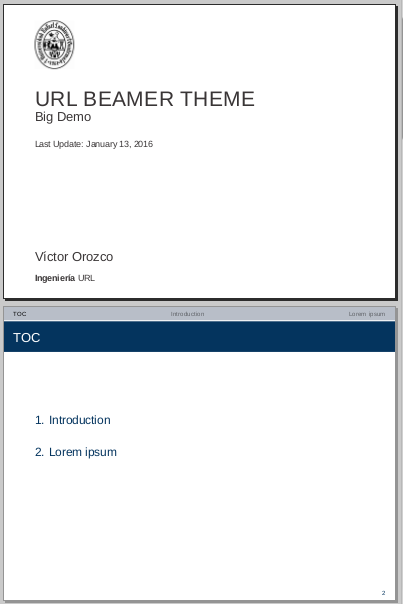 URL BEAMER THEME
Big Demo
Last Update: January 13, 2016
Víctor Orozco
Ingeniería URL
TOC Introduction Lorem ipsum
TOC
1. Introduction
2. Lorem ipsum
2